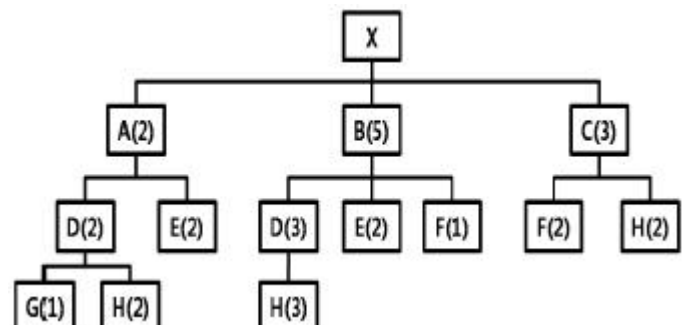 X
A(2) B(5) C(3)
D(2) E(2) D(3) E(2) F(1) F(2) H(2)
G(1) H(2) H(3)